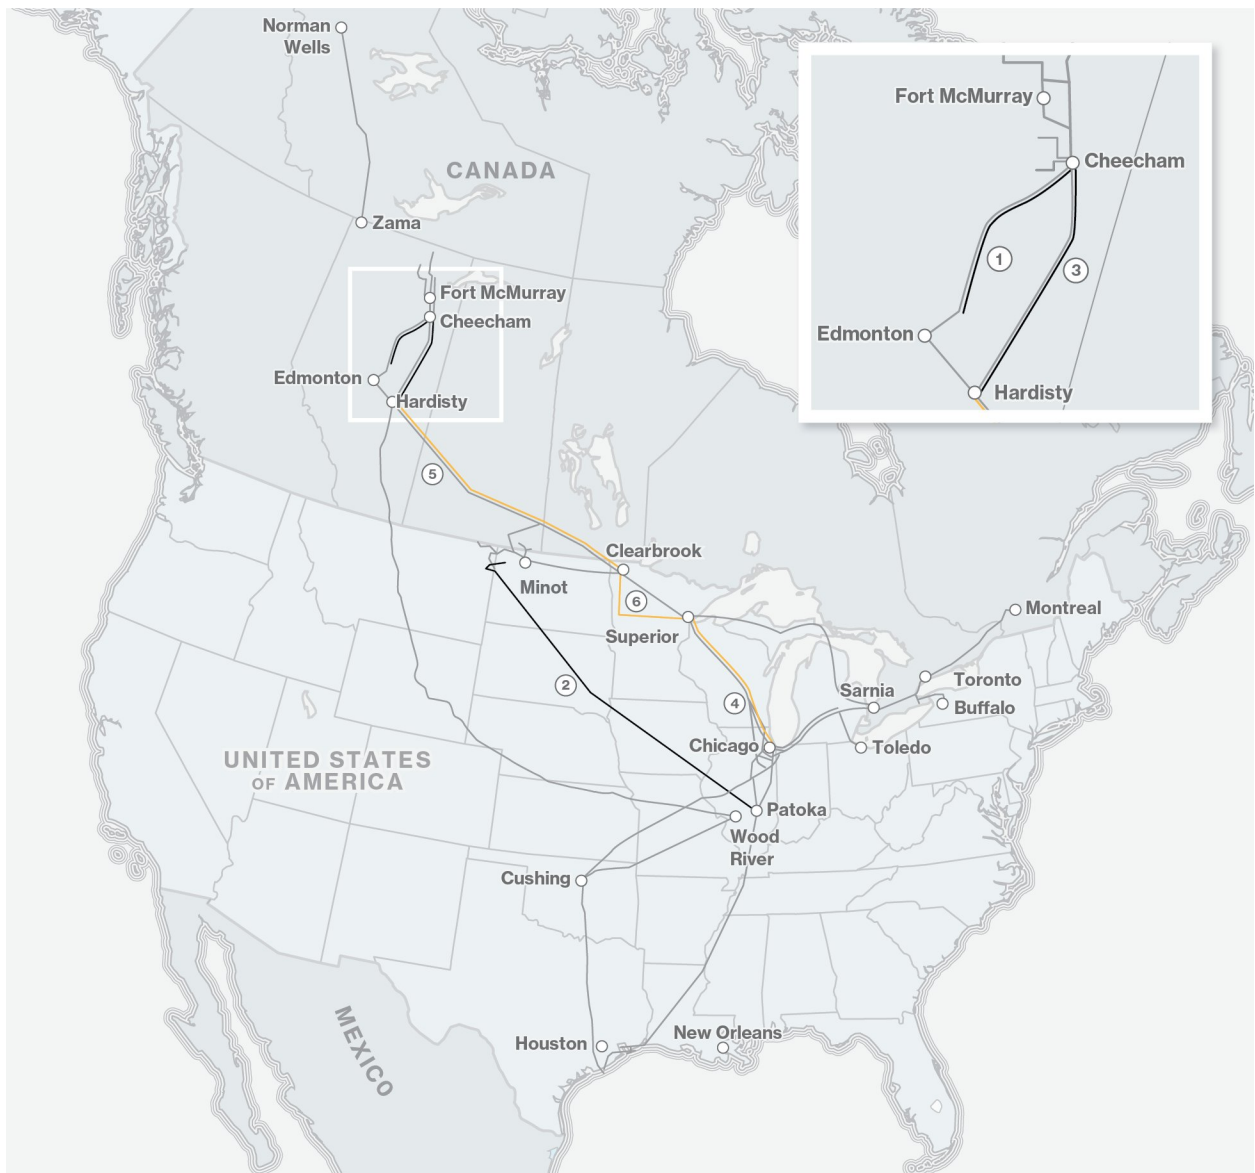 Norman
Wells
CANADA
Zama
Fort McMurray
Cheecham
Edmonton
Hardisty
Fort McMurray
Cheecham
1
3
Edmonton
Hardisty
5
Clearbrook
Minot
6
Superior
Montreal
2
4
Sarnia
Toronto
Buffalo
Chicago
Toledo
UNITED STATES
OF AMERICA
Patoka
Wood
River
Cushing
MEXICO
Houston
New Orleans